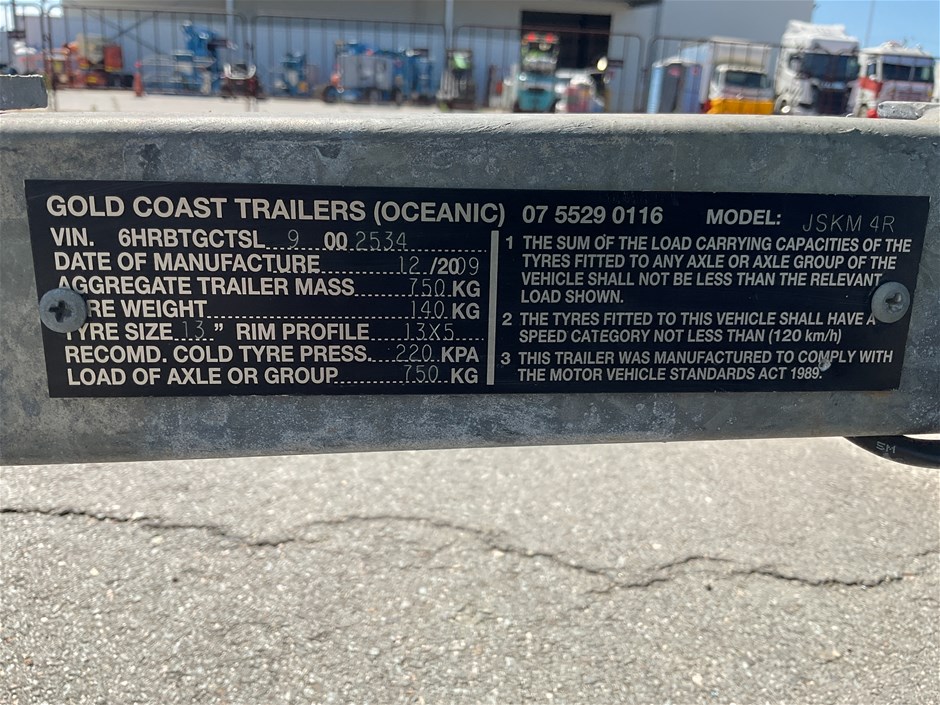 GOLD COAST TRAILERS (OCEANIC) 07 5529 0116 MODEL: JSKM 4R
VIN. 6HRBTGCTSL 9 00 2534
DATE OF MANUFACTURE 12 /2009
AGGREGATE TRAILER MASS 750 KG
RE WEIGHT 140 KG
TYRE SIZE 13 " RIM PROFILE 13X5
RECOMD. COLD TYRE PRESS. 220 KPA
LOAD OF AXLE OR GROUP 750 KG
1 THE SUM OF THE LOAD CARRYING CAPACITIES OF THE
TYRES FITTED TO ANY AXLE OR AXLE GROUP OF THE
VEHICLE SHALL NOT BE LESS THAN THE RELEVANT
LOAD SHOWN.
2 THE TYRES FITTED TO THIS VEHICLE SHALL HAVE A
SPEED CATEGORY NOT LESS THAN (120 km/h)
3 THIS TRAILER WAS MANUFACTURED TO COMPLY WITH
THE MOTOR VEHICLE STANDARDS ACT 1989.